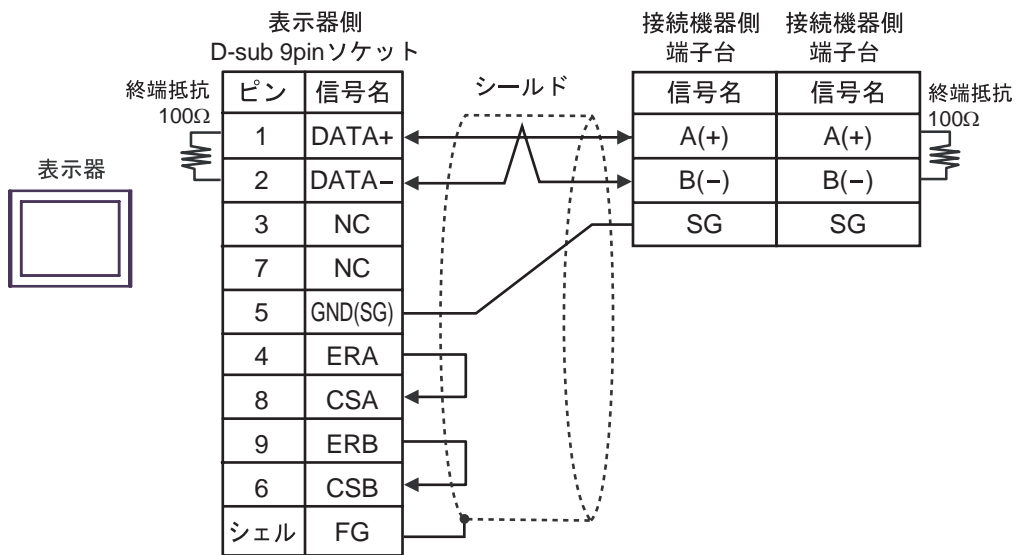 表示器側
D-sub 9pinソケット
接続機器側
端子台
接続機器側
端子台
終端抵抗
100Ω
シールド
終端抵抗
100Ω
表示器
ピン 信号名
1 DATA+
2 DATA−
3 NC
7 NC
5 GND(SG)
4 ERA
8 CSA
9 ERB
6 CSB
シェル FG
信号名 信号名
A(+) A(+)
B(−) B(−)
SG SG